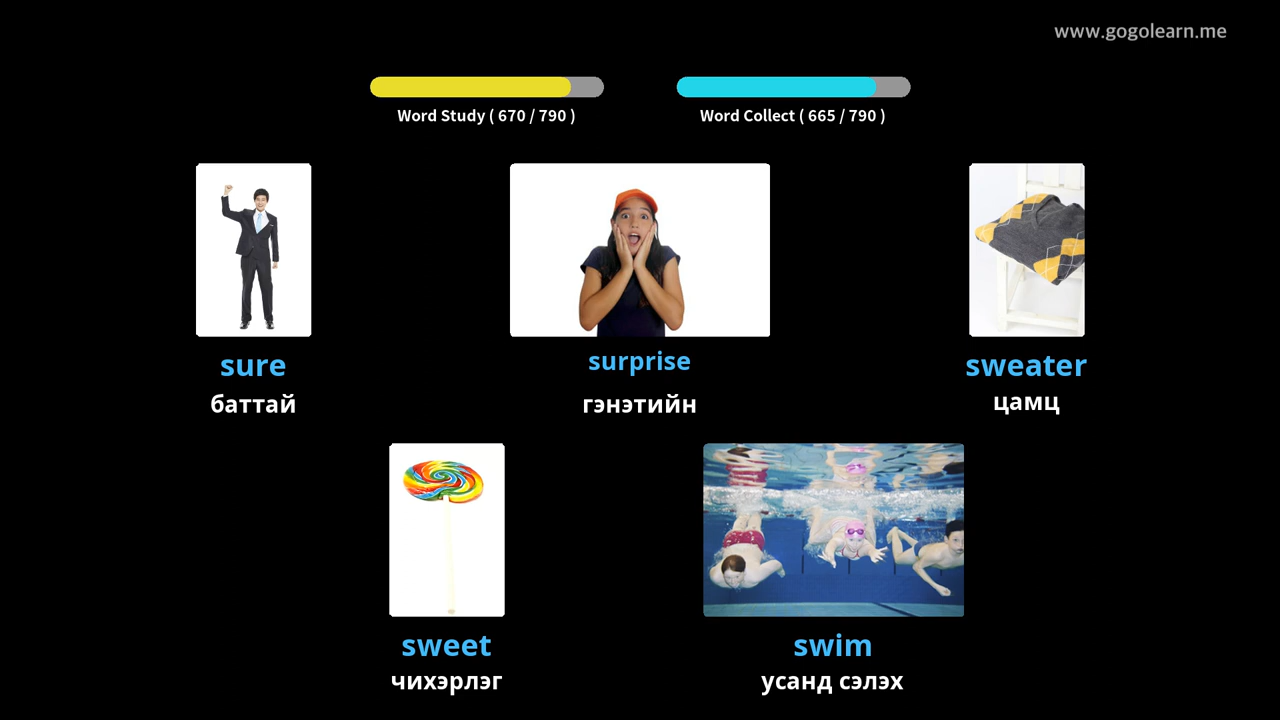 www.gogolearn.me
Word Study ( 670 / 790 )
Word Collect ( 665 / 790 )
sure
баттай
surprise
гэнэтийн
sweater
цамц
sweet
чихэрлэг
swim
усанд сэлэх